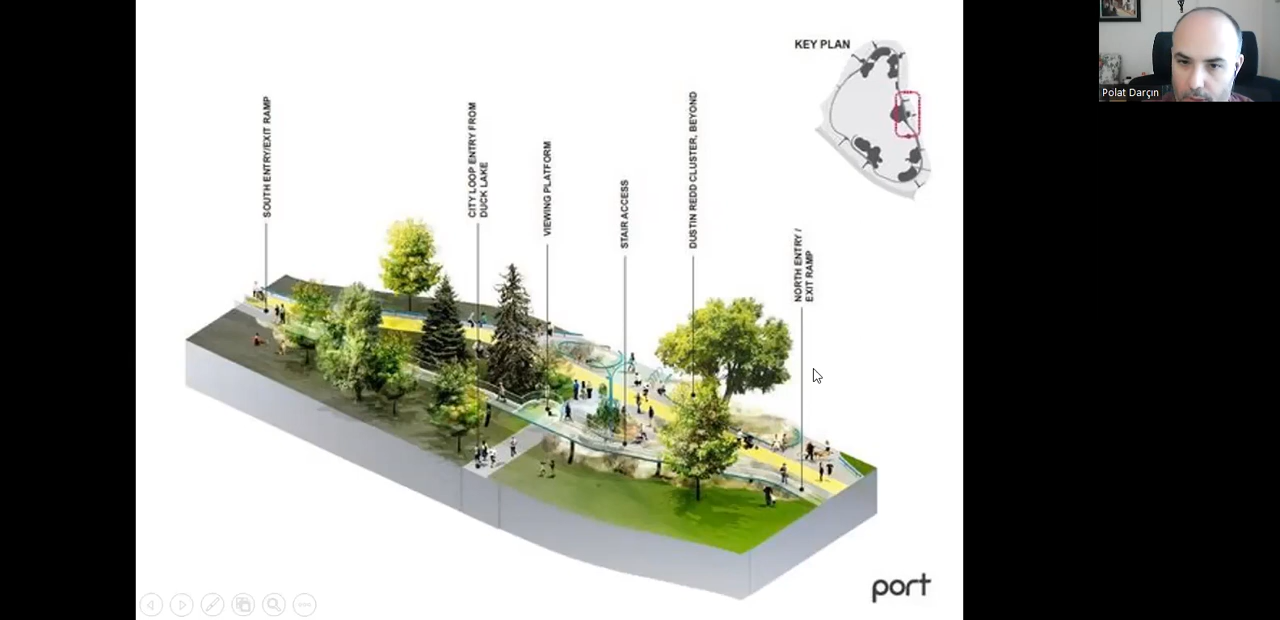 KEY PLAN
Polat Darçın
SOUTH ENTRY/EXIT RAMP
CITY LOOP ENTRY FROM
DUCK LAKE
VIEWING PLATFORM
STAIR ACCESS
DUSTIN REDD CLUSTER, BEYOND
NORTH ENTRY /
EXIT RAMP
port